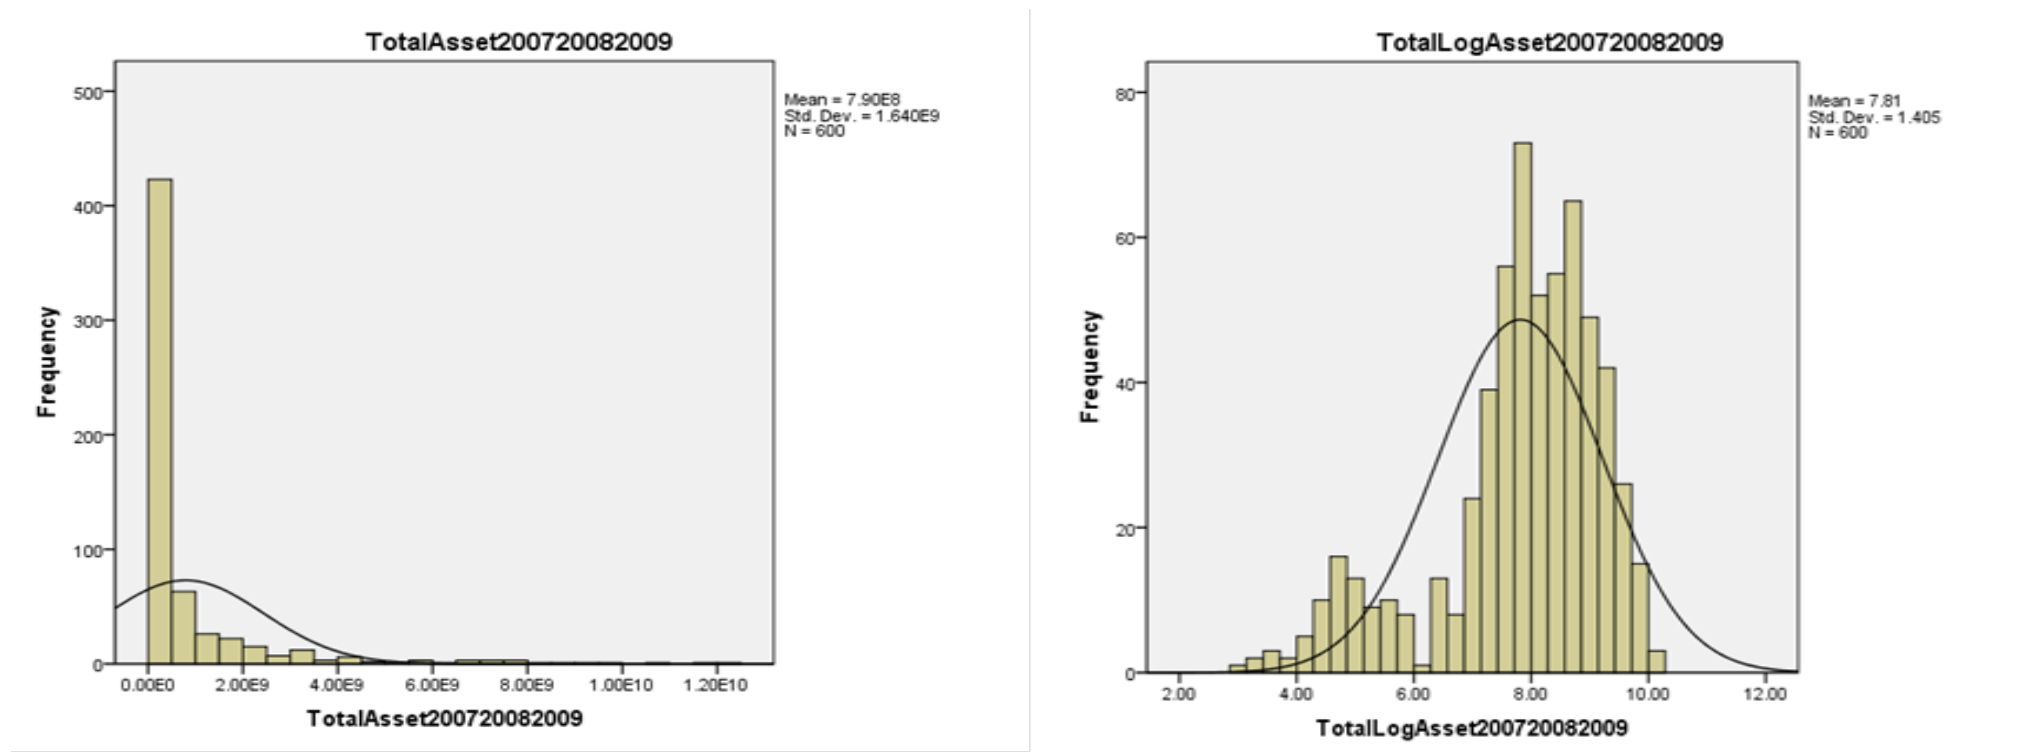 TotalAsset200720082009
500
400
300
200
100
0
Frequency
0.00E0 2.00E9 4.00E9 6.00E9 8.00E9 1.00E10 1.20E10
TotalAsset200720082009
Mean = 7.90E8
Std. Dev. = 1.640E9
N = 600
TotalLogAsset200720082009
80
60
40
20
0
Frequency
2.00 4.00 6.00 8.00 10.00 12.00
TotalLogAsset200720082009
Mean = 7.81
Std. Dev. = 1.405
N = 600